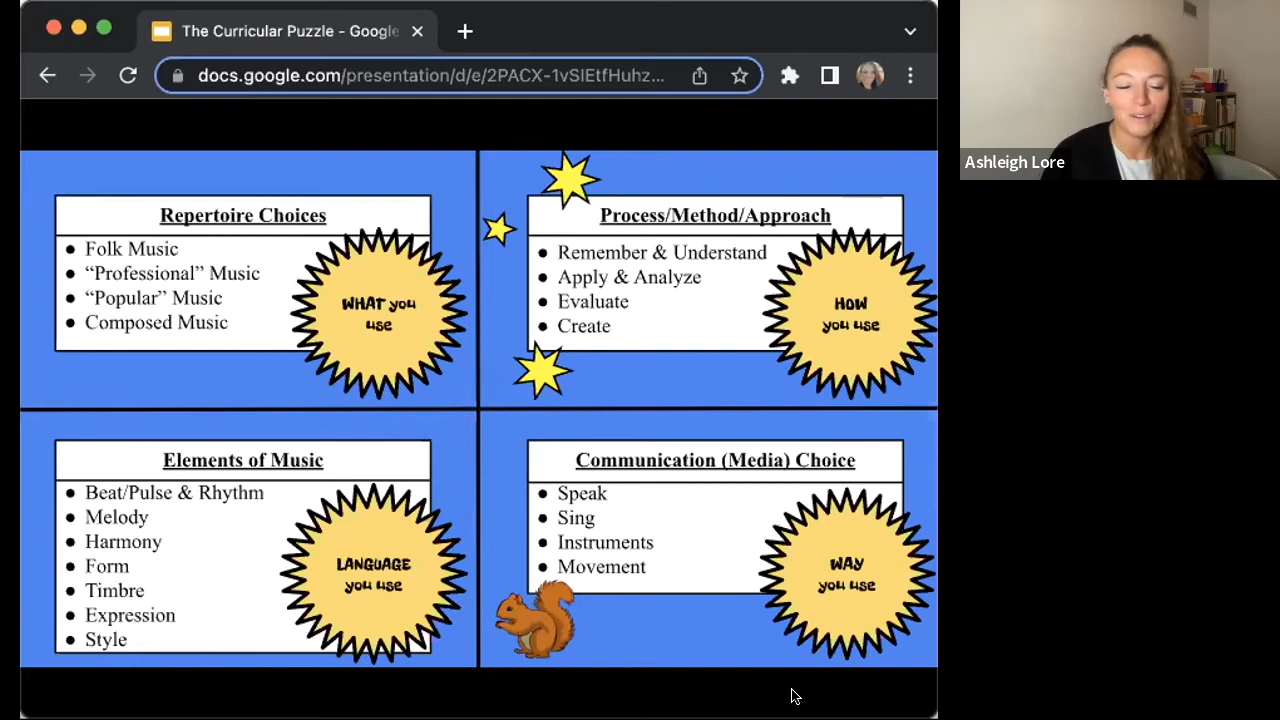 The Curricular Puzzle - Google
docs.google.com/presentation/d/e/2PACX-1vSlEtfHuhz...
Ashleigh Lore
Repertoire Choices
● Folk Music
● “Professional” Music
● “Popular” Music
● Composed Music
WHAT you
use
Process/Method/Approach
● Remember & Understand
● Apply & Analyze
● Evaluate
● Create
HOW
you use
Elements of Music
● Beat/Pulse & Rhythm
● Melody
● Harmony
● Form
● Timbre
● Expression
● Style
LANGUAGE
you use
Communication (Media) Choice
● Speak
● Sing
● Instruments
● Movement
WAY
you use